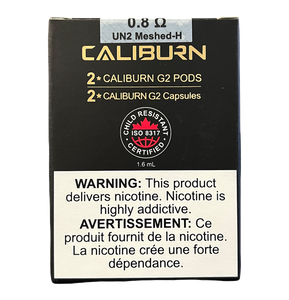 0.8 Ω
UN2 Meshed-H
CALIBURN
2* CALIBURN G2 PODS
2* CALIBURN G2 Capsules
CHILD RESISTANT
ISO 8317
CERTIFIED
1.6 mL
WARNING: This product
delivers nicotine. Nicotine is
highly addictive.
AVERTISSEMENT: Ce
produit fournit de la nicotine.
La nicotine crée une forte
dépendance.